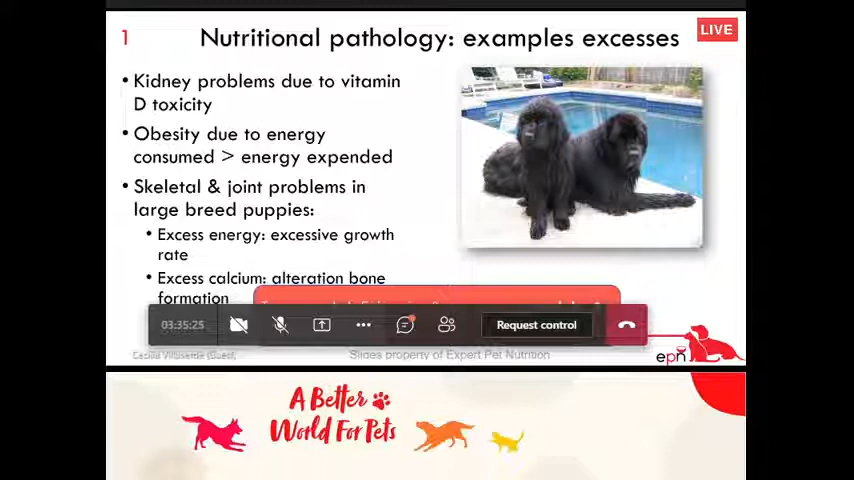 1
Nutritional pathology: examples excesses
LIVE
• Kidney problems due to vitamin
D toxicity
• Obesity due to energy
consumed > energy expended
• Skeletal & joint problems in
large breed puppies:
• Excess energy: excessive growth
rate
• Excess calcium: alteration bone
formation
03:35:25
Request control
Slides property of Expert Pet Nutrition
epn
A Better
World For Pets